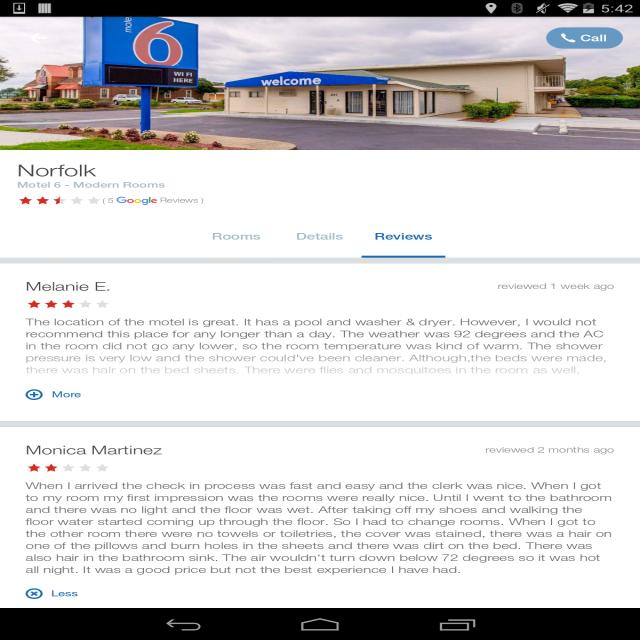 5:42
Call
motel
6
WI FI
HERE
welcome
Norfolk
Motel 6 - Modern Rooms
( 5 Google Reviews )
Rooms Details Reviews
Melanie E. reviewed 1 week ago
The location of the motel is great. It has a pool and washer & dryer. However, I would not
recommend this place for any longer than a day. The weather was 92 degrees and the AC
in the room did not go any lower, so the room temperature was kind of warm. The shower
pressure is very low and the shower could've been cleaner. Although,the beds were made,
there was hair on the bed sheets. There were flies and mosquitoes in the room as well.
More
Monica Martinez reviewed 2 months ago
When I arrived the check in process was fast and easy and the clerk was nice. When I got
to my room my first impression was the rooms were really nice. Until I went to the bathroom
and there was no light and the floor was wet. After taking off my shoes and walking the
floor water started coming up through the floor. So I had to change rooms. When I got to
the other room there were no towels or toiletries, the cover was stained, there was a hair on
one of the pillows and burn holes in the sheets and there was dirt on the bed. There was
also hair in the bathroom sink. The air wouldn't turn down below 72 degrees so it was hot
all night. It was a good price but not the best experience I have had.
Less